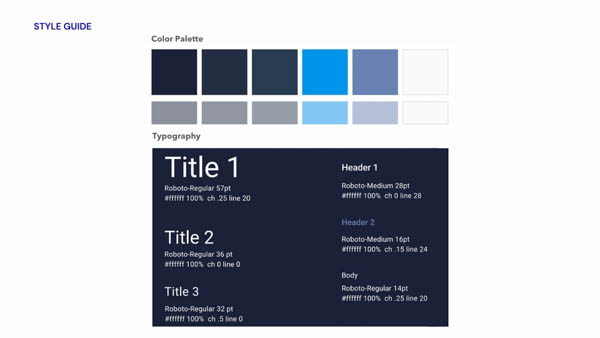 STYLE GUIDE
Color Palette
Typography
Title 1
Roboto-Regular 57pt
#ffffff 100%  ch .25 line 20
Title 2
Roboto-Regular 36 pt
#ffffff 100%  ch 0 line 0
Title 3
Roboto-Regular 32 pt
#ffffff 100%  ch .5 line 0
Header 1
Roboto-Medium 28pt
#ffffff 100%  ch 0 line 28
Header 2
Roboto-Medium 16pt
#ffffff 100%  ch .15 line 24
Body
Roboto-Regular 14pt
#ffffff 100%  ch .25 line 20